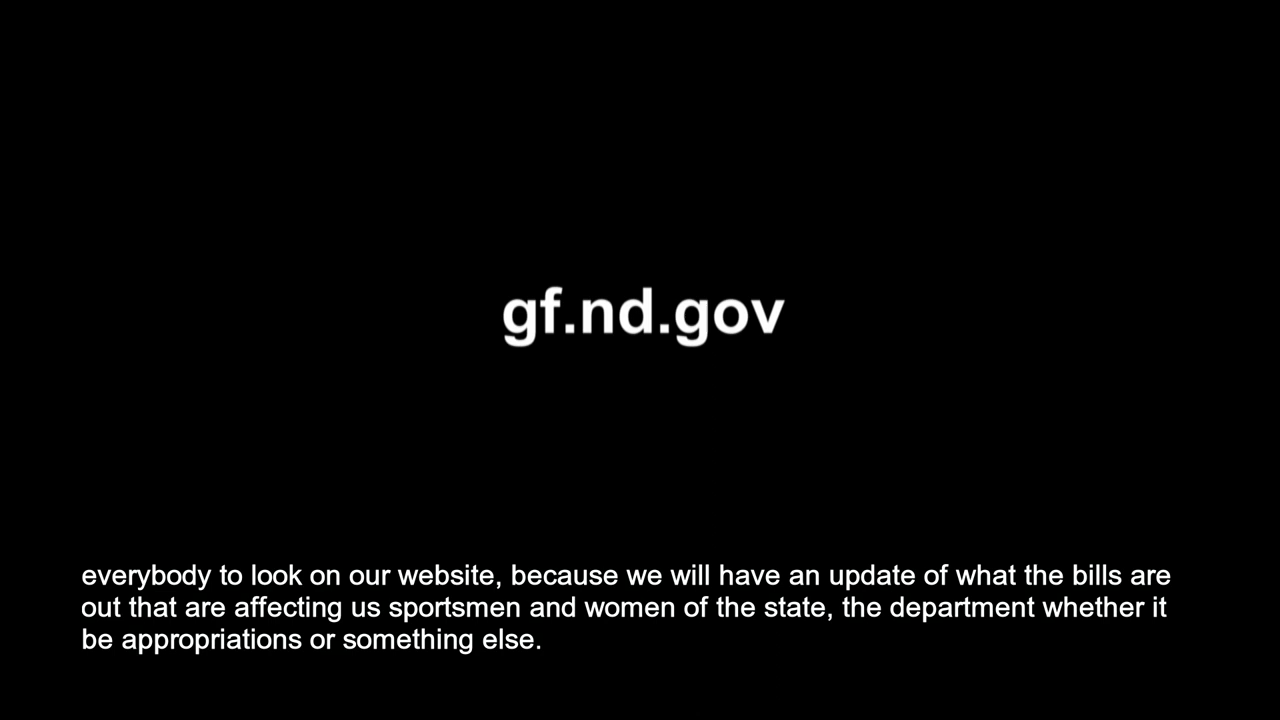 gf.nd.gov
everybody to look on our website, because we will have an update of what the bills are
out that are affecting us sportsmen and women of the state, the department whether it
be appropriations or something else.